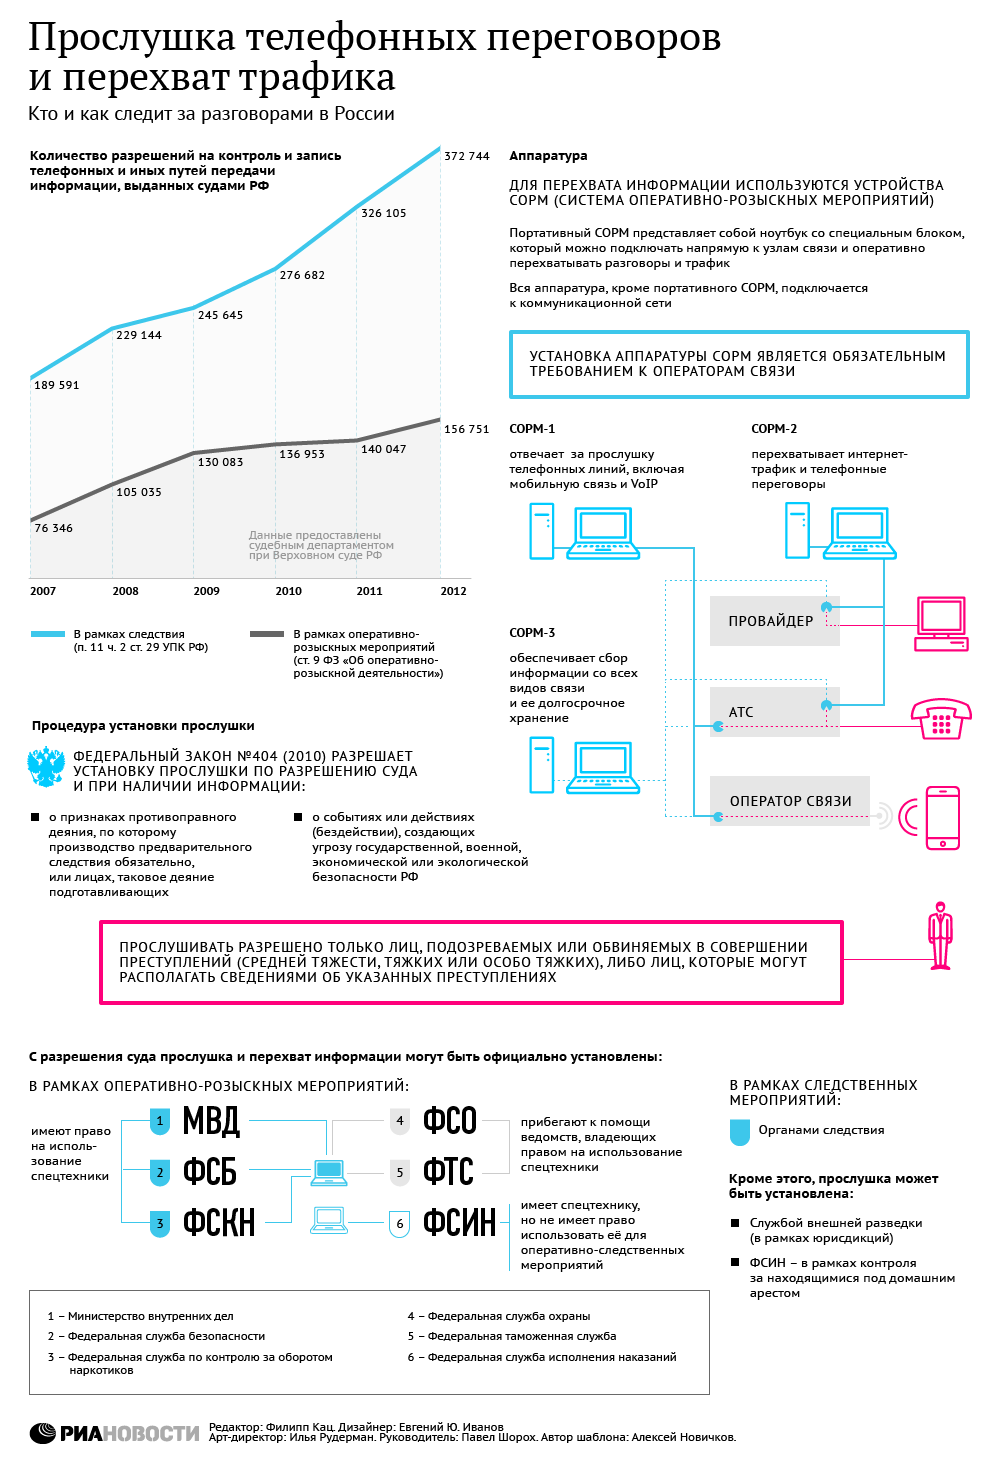 Прослушка телефонных переговоров
и перехват трафика
Кто и как следит за разговорами в России
Количество разрешений на контроль и запись
телефонных и иных путей передачи
информации, выданных судами РФ
372 744
326 105
276 682
245 645
229 144
189 591
156 751
140 047
136 953
130 083
105 035
76 346
Данные предоставлены
судебным департаментом
при Верховном суде РФ
2007
2008
2009
2010
2011
2012
В рамках следствия
(п. 11 ч. 2 ст. 29 УПК РФ)
В рамках оперативно-
розыскных мероприятий
(ст. 9 ФЗ «Об оперативно-
розыскной деятельности»)
Аппаратура
ДЛЯ ПЕРЕХВАТА ИНФОРМАЦИИ ИСПОЛЬЗУЮТСЯ УСТРОЙСТВА
СОРМ (СИСТЕМА ОПЕРАТИВНО-РОЗЫСКНЫХ МЕРОПРИЯТИЙ)
Портативный СОРМ представляет собой ноутбук со специальным блоком,
который можно подключать напрямую к узлам связи и оперативно
перехватывать разговоры и трафик
Вся аппаратура, кроме портативного СОРМ, подключается
к коммуникационной сети
УСТАНОВКА АППАРАТУРЫ СОРМ ЯВЛЯЕТСЯ ОБЯЗАТЕЛЬНЫМ
ТРЕБОВАНИЕМ К ОПЕРАТОРАМ СВЯЗИ
СОРМ-1
отвечает за прослушку
телефонных линий, включая
мобильную связь и VoIP
СОРМ-2
перехватывает интернет-
трафик и телефонные
переговоры
СОРМ-3
обеспечивает сбор
информации со всех
видов связи
и ее долгосрочное
хранение
ПРОВАЙДЕР
АТС
ОПЕРАТОР СВЯЗИ
Процедура установки прослушки
ФЕДЕРАЛЬНЫЙ ЗАКОН №404 (2010) РАЗРЕШАЕТ
УСТАНОВКУ ПРОСЛУШКИ ПО РАЗРЕШЕНИЮ СУДА
И ПРИ НАЛИЧИИ ИНФОРМАЦИИ:
о признаках противоправного
деяния, по которому
производство предварительного
следствия обязательно,
или лицах, таковое деяние
подготавливающих
о событиях или действиях
(бездействии), создающих
угрозу государственной, военной,
экономической или экологической
безопасности РФ
ПРОСЛУШИВАТЬ РАЗРЕШЕНО ТОЛЬКО ЛИЦ, ПОДОЗРЕВАЕМЫХ ИЛИ ОБВИНЯЕМЫХ В СОВЕРШЕНИИ
ПРЕСТУПЛЕНИЙ (СРЕДНЕЙ ТЯЖЕСТИ, ТЯЖКИХ ИЛИ ОСОБО ТЯЖКИХ), ЛИБО ЛИЦ, КОТОРЫЕ МОГУТ
РАСПОЛАГАТЬ СВЕДЕНИЯМИ ОБ УКАЗАННЫХ ПРЕСТУПЛЕНИЯХ
С разрешения суда прослушка и перехват информации могут быть официально установлены:
В РАМКАХ ОПЕРАТИВНО-РОЗЫСКНЫХ МЕРОПРИЯТИЙ:
имеют право
на исполь-
зование
спецтехники
1 МВД
2 ФСБ
3 ФСКН
4 ФСО
5 ФТС
6 ФСИН
прибегают к помощи
ведомств, владеющих
правом на использование
спецтехники
имеет спецтехнику,
но не имеет право
использовать её для
оперативно-следственных
мероприятий
В РАМКАХ СЛЕДСТВЕННЫХ
МЕРОПРИЯТИЙ:
Органами следствия
Кроме этого, прослушка может
быть установлена:
Службой внешней разведки
(в рамках юрисдикций)
ФСИН – в рамках контроля
за находящимися под домашним
арестом
1 – Министерство внутренних дел
2 – Федеральная служба безопасности
3 – Федеральная служба по контролю за оборотом
наркотиков
4 – Федеральная служба охраны
5 – Федеральная таможенная служба
6 – Федеральная служба исполнения наказаний
РИАНОВОСТИ
Редактор: Филипп Кац. Дизайнер: Евгений Ю. Иванов
Арт-директор: Илья Рудерман. Руководитель: Павел Шорох. Автор шаблона: Алексей Новичков.